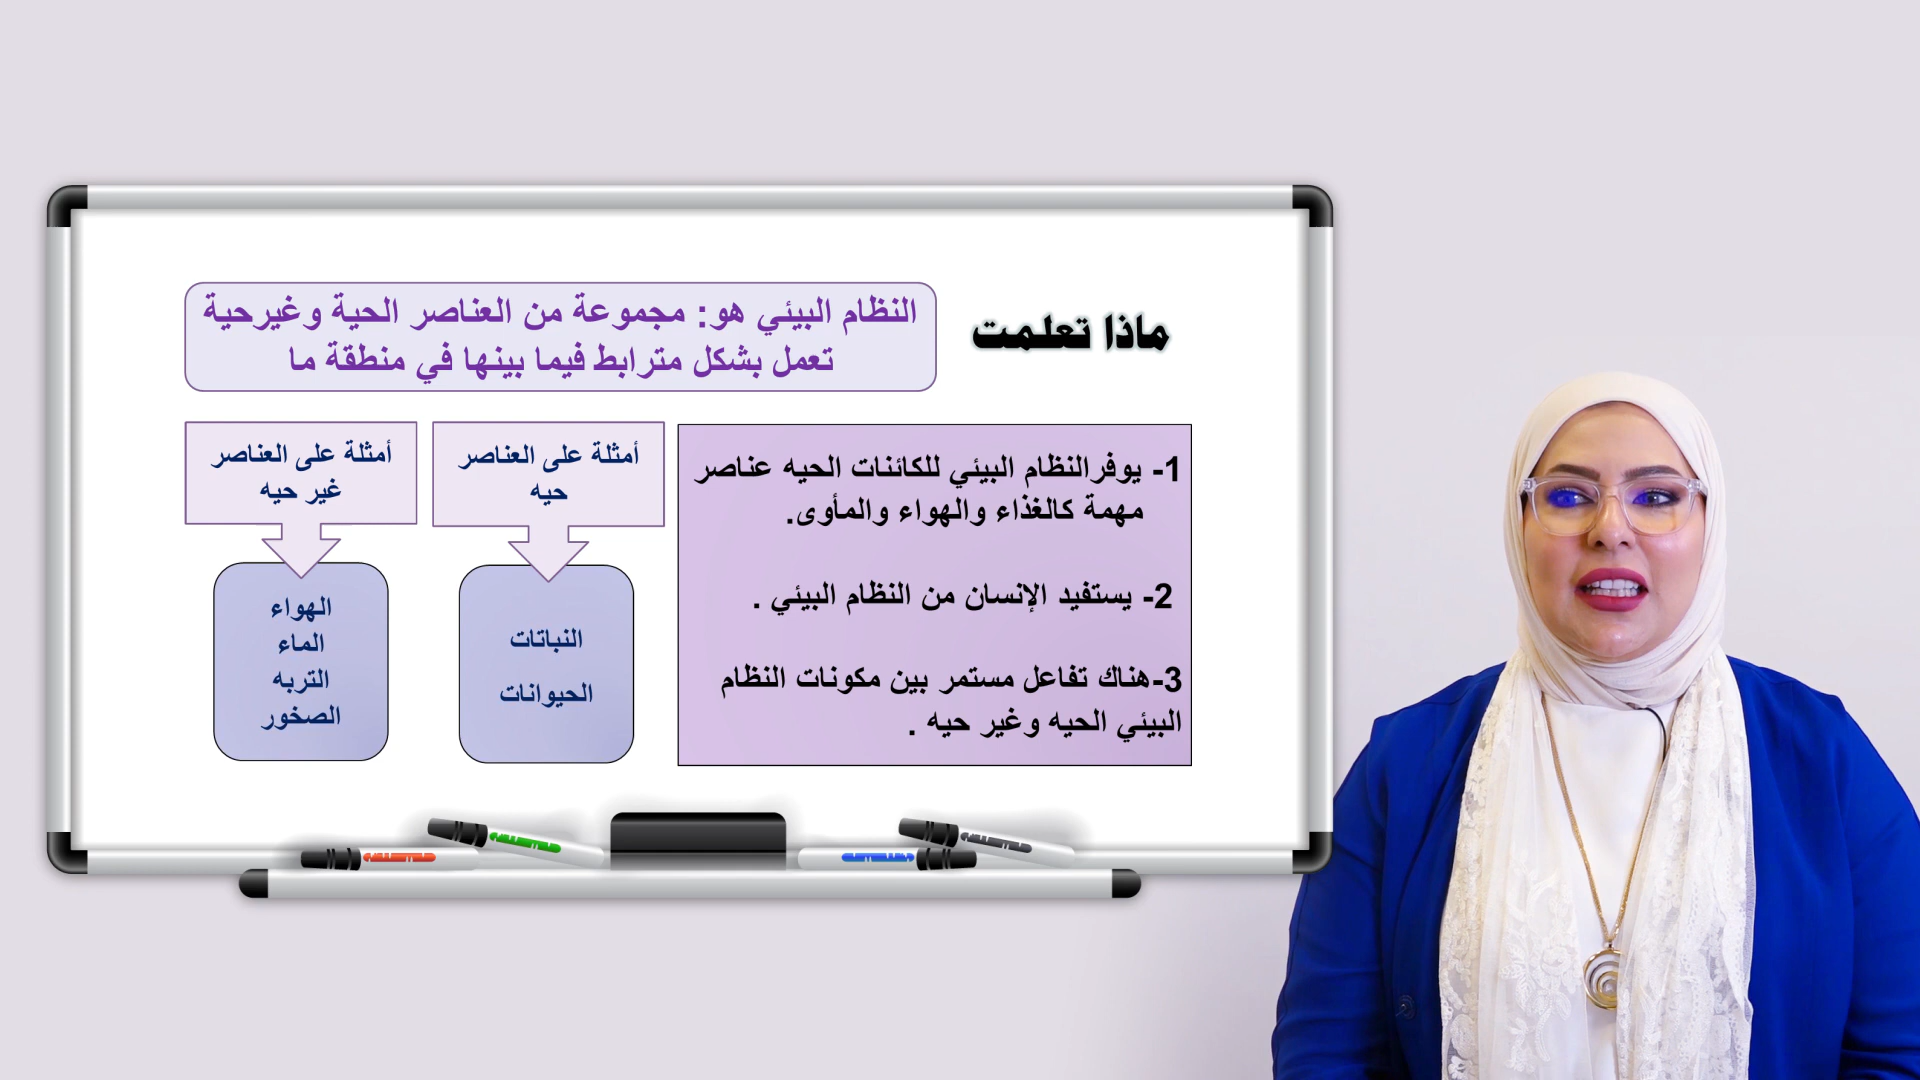 ماذا تعلمت
النظام البيئي هو: مجموعة من العناصر الحية وغيرحية
تعمل بشكل مترابط فيما بينها في منطقة ما
1- يوفرالنظام البيئي للكائنات الحيه عناصر
مهمة كالغذاء والهواء والمأوى.
2- يستفيد الإنسان من النظام البيئي .
3-هناك تفاعل مستمر بين مكونات النظام
البيئي الحيه وغير حيه .
أمثلة على العناصر
حيه
النباتات
الحيوانات
أمثلة على العناصر
غير حيه
الهواء
الماء
التربه
الصخور